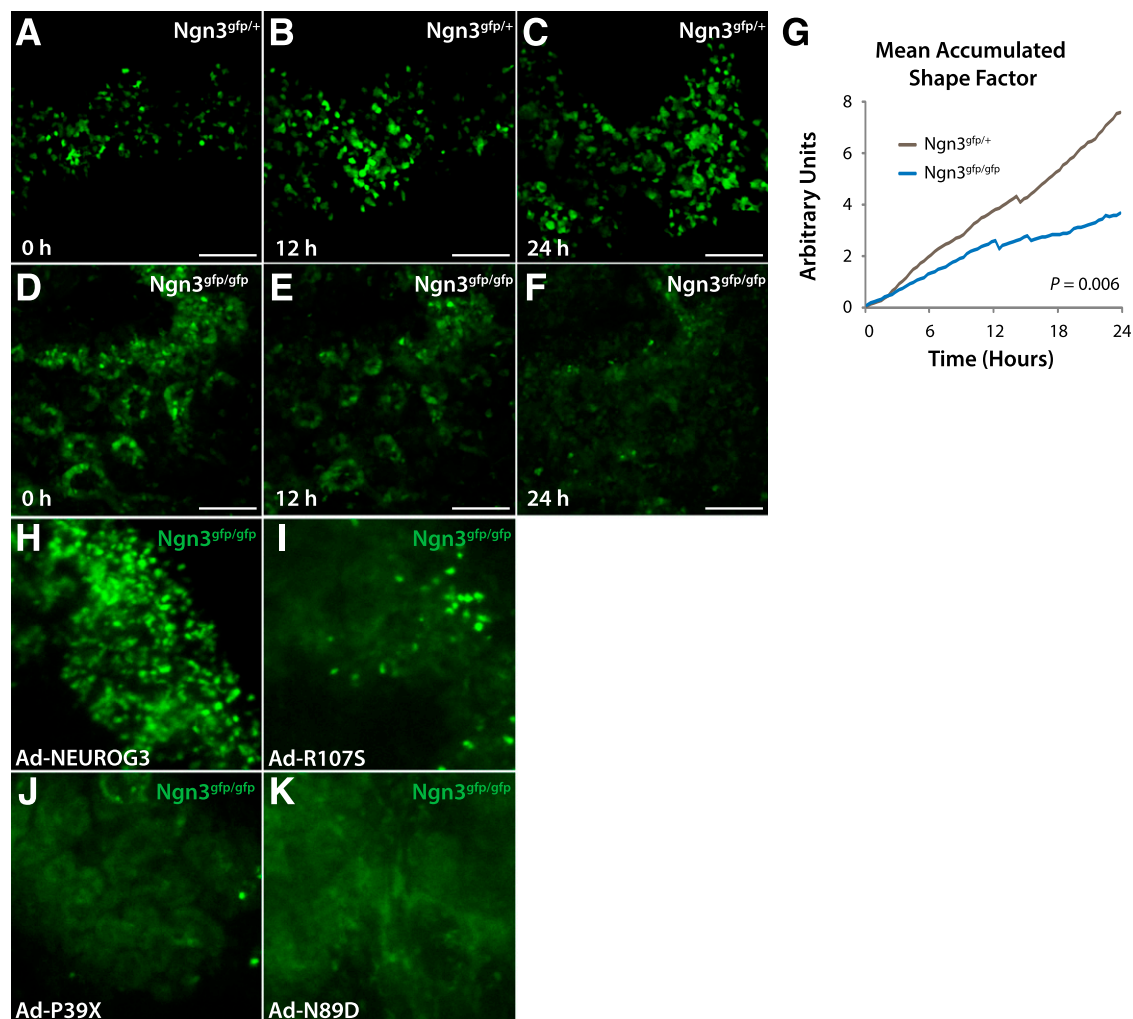 A Ngn3gfp/+
0 h
B Ngn3gfp/+
12 h
C Ngn3gfp/+
24 h
D Ngn3gfp/gfp
0 h
E Ngn3gfp/gfp
12 h
F Ngn3gfp/gfp
24 h
G
Mean Accumulated
Shape Factor
Arbitrary Units
8
6
4
2
0
Ngn3gfp/+
Ngn3gfp/gfp
P = 0.006
0 6 12 18 24
Time (Hours)
H Ngn3gfp/gfp
Ad-NEUROG3
I Ngn3gfp/gfp
Ad-R107S
J Ngn3gfp/gfp
Ad-P39X
K Ngn3gfp/gfp
Ad-N89D